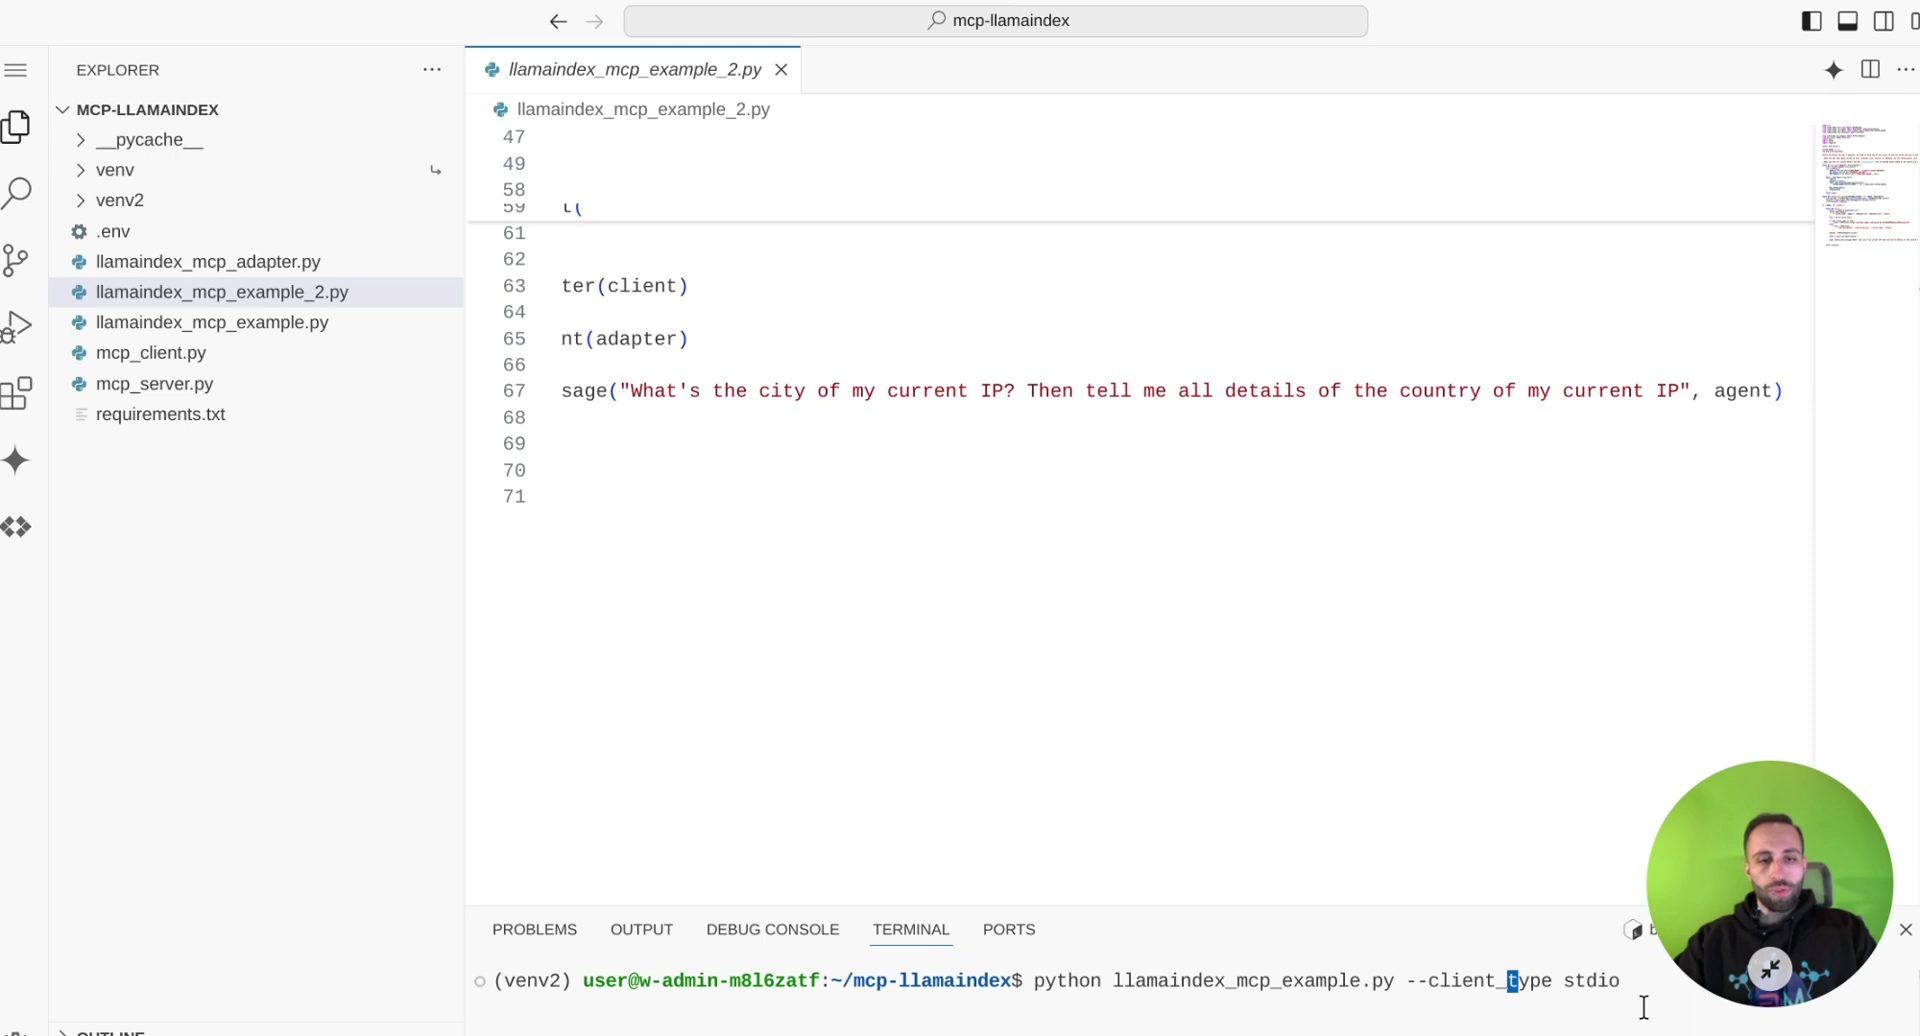 mcp-llamaindex
EXPLORER
MCP-LLAMAINDEX
__pycache__
venv
venv2
.env
llamaindex_mcp_adapter.py
llamaindex_mcp_example_2.py
llamaindex_mcp_example.py
mcp_client.py
mcp_server.py
requirements.txt
llamaindex_mcp_example_2.py
llamaindex_mcp_example_2.py
47
49
58
59 t(
61
62
63 ter(client)
64
65 nt(adapter)
66
67 sage("What's the city of my current IP? Then tell me all details of the country of my current IP", agent)
68
69
70
71
PROBLEMS OUTPUT DEBUG CONSOLE TERMINAL PORTS
(venv2) user@w-admin-m8l6zatf:~/mcp-llamaindex$ python llamaindex_mcp_example.py --client_type stdio
OUTLINE